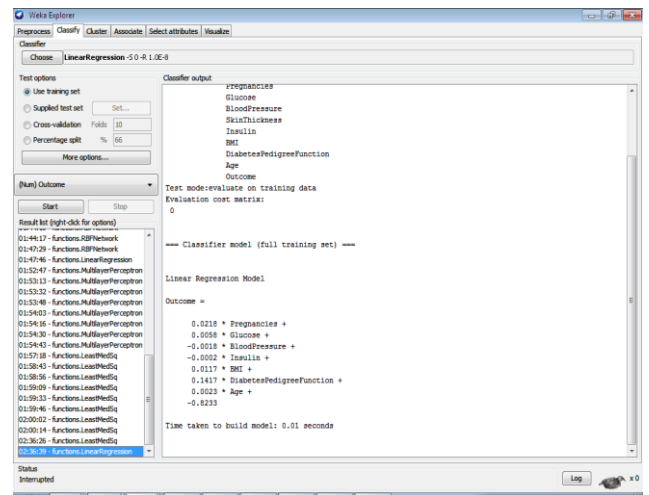 Weka Explorer
Preprocess Classify Cluster Associate Select attributes Visualize
Classifier
Choose LinearRegression -S 0 -R 1.0E-8
Test options
Use training set
Supplied test set Set...
Cross-validation Folds 10
Percentage split % 66
More options...
(Num) Outcome
Start Stop
Result list (right-click for options)
01:44:17 - functions.RBFNetwork
01:47:29 - functions.RBFNetwork
01:47:46 - functions.LinearRegression
01:52:47 - functions.MultilayerPerceptron
01:53:13 - functions.MultilayerPerceptron
01:53:32 - functions.MultilayerPerceptron
01:53:48 - functions.MultilayerPerceptron
01:54:03 - functions.MultilayerPerceptron
01:54:16 - functions.MultilayerPerceptron
01:54:30 - functions.MultilayerPerceptron
01:54:43 - functions.MultilayerPerceptron
01:57:18 - functions.LeastMedSq
01:58:43 - functions.LeastMedSq
01:58:56 - functions.LeastMedSq
01:59:09 - functions.LeastMedSq
01:59:33 - functions.LeastMedSq
01:59:46 - functions.LeastMedSq
02:00:02 - functions.LeastMedSq
02:00:14 - functions.LeastMedSq
02:36:26 - functions.LeastMedSq
02:36:39 - functions.LinearRegression
Classifier output
Pregnancies
Glucose
BloodPressure
SkinThickness
Insulin
BMI
DiabetesPedigreeFunction
Age
Outcome
Test mode:evaluate on training data
Evaluation cost matrix:
0
=== Classifier model (full training set) ===
Linear Regression Model
Outcome =
0.0218 * Pregnancies +
0.0058 * Glucose +
-0.0018 * BloodPressure +
-0.0002 * Insulin +
0.0117 * BMI +
0.1417 * DiabetesPedigreeFunction +
0.0023 * Age +
-0.8233
Time taken to build model: 0.01 seconds
Status
Interrupted
Log x 0